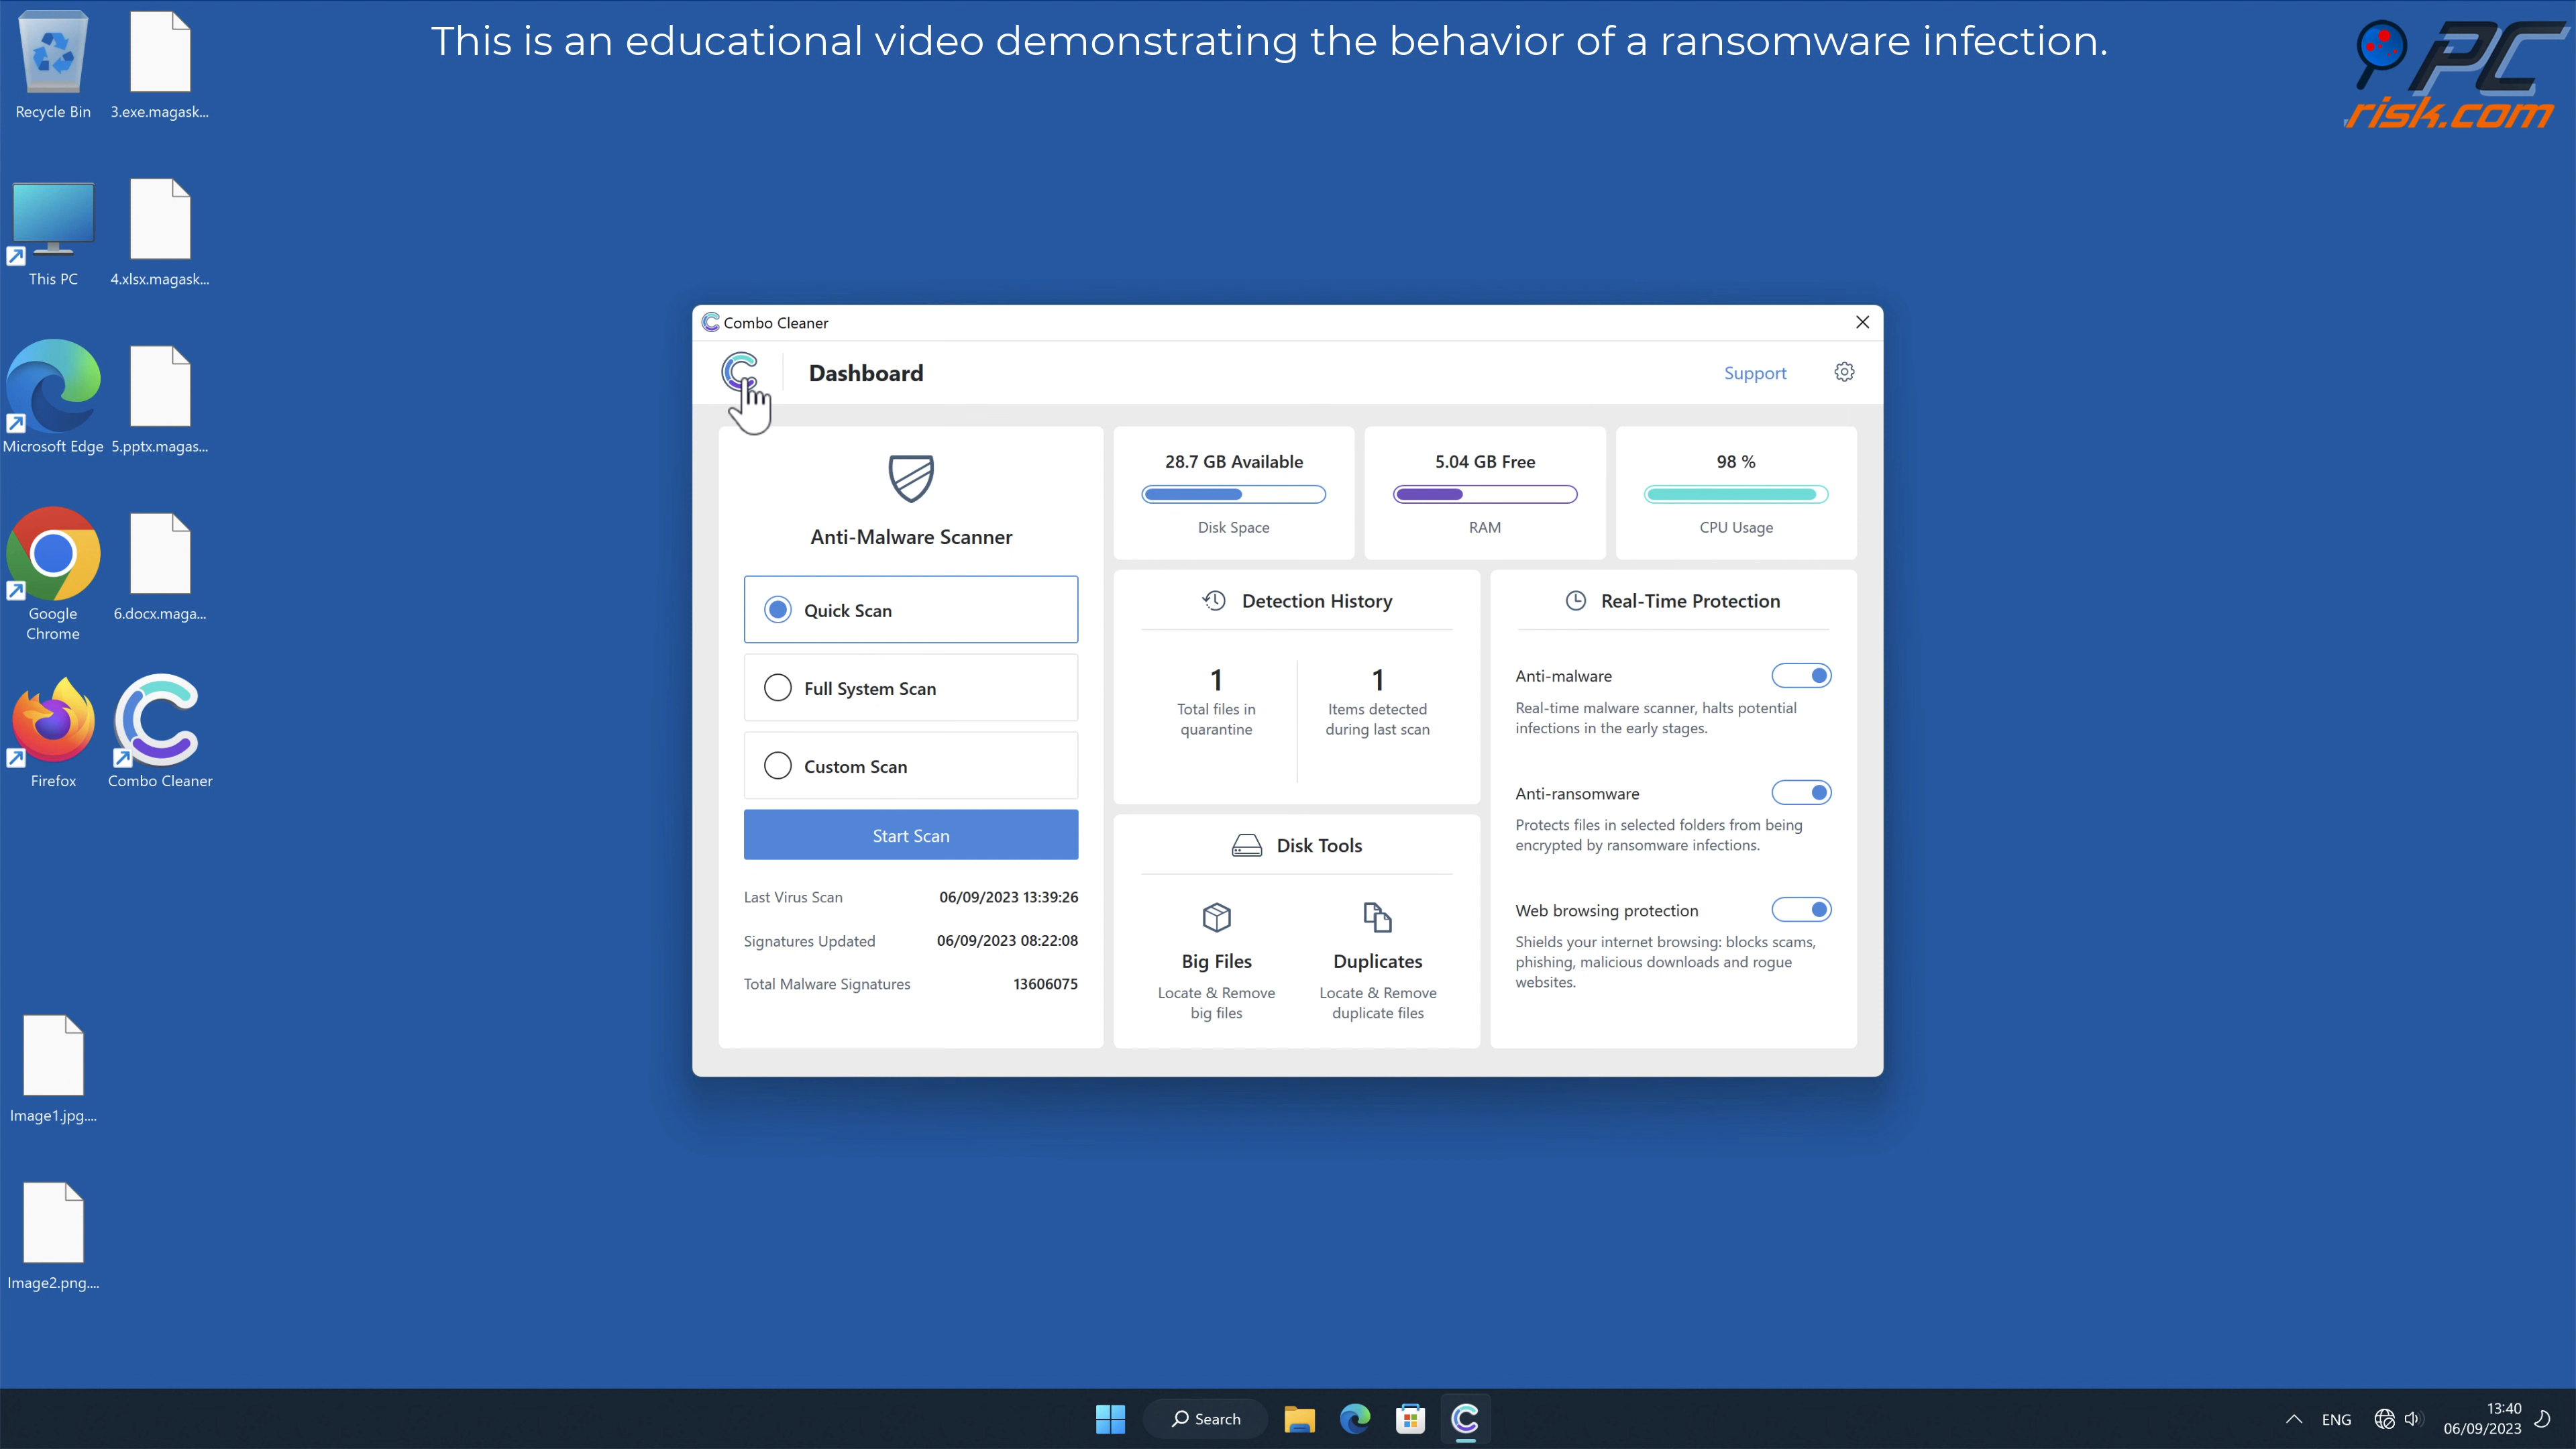 This is an educational video demonstrating the behavior of a ransomware infection.
PC
risk.com
Recycle Bin
3.exe.magask...
This PC
4.xlsx.magask...
Microsoft Edge
5.pptx.magas...
Google
Chrome
6.docx.maga...
Firefox
Combo Cleaner
Image1.jpg....
Image2.png....
Combo Cleaner
Dashboard
Support
Anti-Malware Scanner
Quick Scan
Full System Scan
Custom Scan
Start Scan
Last Virus Scan 06/09/2023 13:39:26
Signatures Updated 06/09/2023 08:22:08
Total Malware Signatures 13606075
28.7 GB Available
Disk Space
5.04 GB Free
RAM
98 %
CPU Usage
Detection History
1
Total files in
quarantine
1
Items detected
during last scan
Disk Tools
Big Files
Locate & Remove
big files
Duplicates
Locate & Remove
duplicate files
Real-Time Protection
Anti-malware
Real-time malware scanner, halts potential
infections in the early stages.
Anti-ransomware
Protects files in selected folders from being
encrypted by ransomware infections.
Web browsing protection
Shields your internet browsing: blocks scams,
phishing, malicious downloads and rogue
websites.
Search
ENG
13:40
06/09/2023